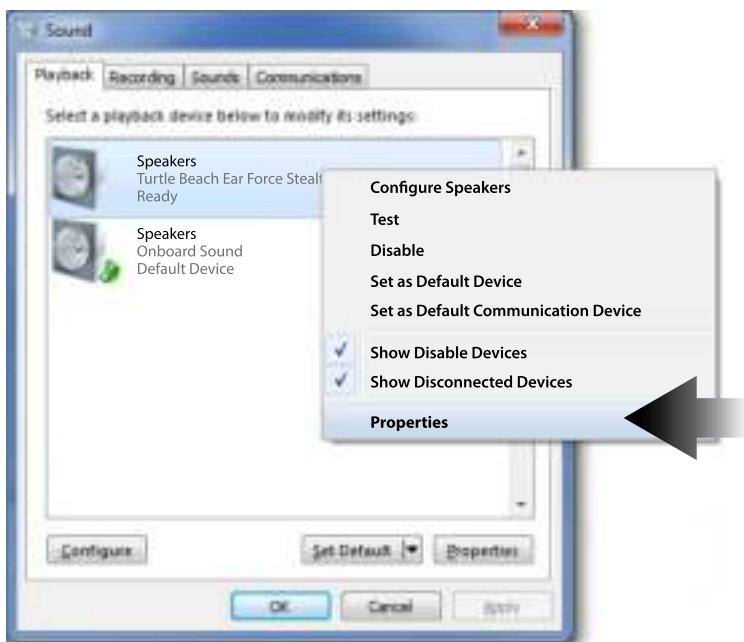 Sound
Playback Recording Sounds Communications
Select a playback device below to modify its settings:
Speakers
Turtle Beach Ear Force Stealt
Ready
Speakers
Onboard Sound
Default Device
Configure Speakers
Test
Disable
Set as Default Device
Set as Default Communication Device
Show Disable Devices
Show Disconnected Devices
Properties
Configure Set Default Properties
OK Cancel Apply